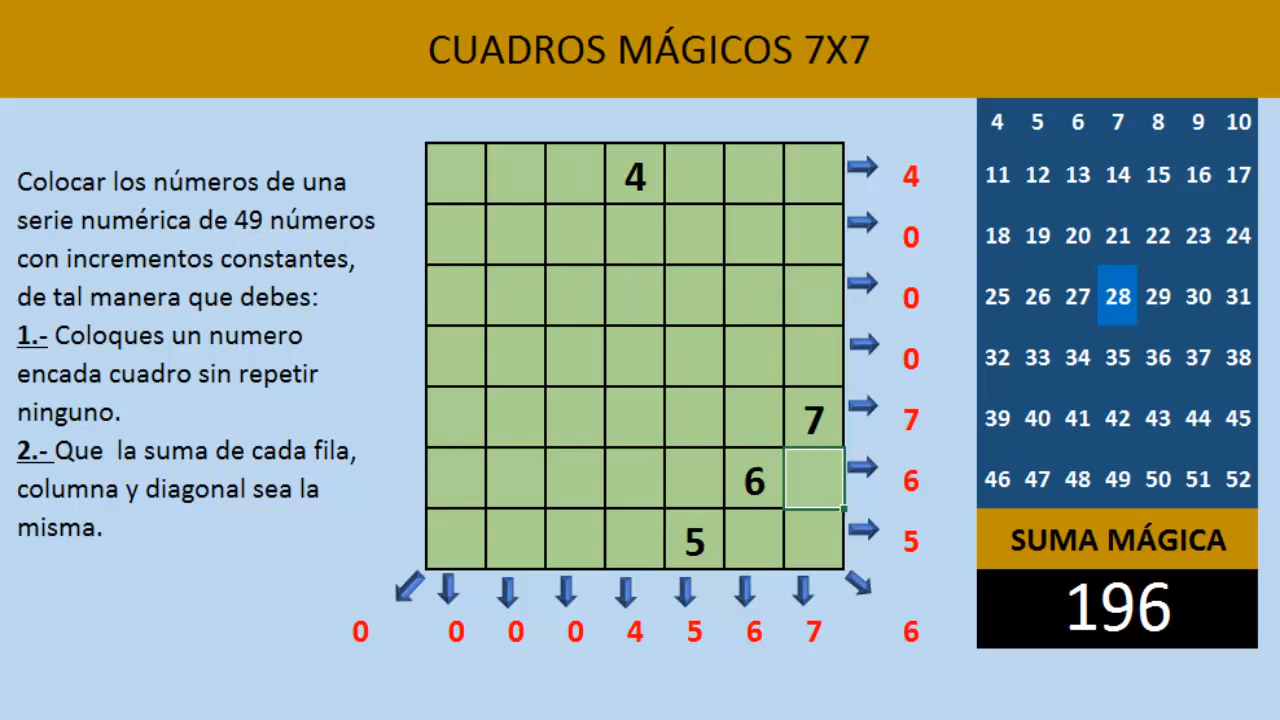 CUADROS MÁGICOS 7X7
Colocar los números de una
serie numérica de 49 números
con incrementos constantes,
de tal manera que debes:
1.- Coloques un numero
encada cuadro sin repetir
ninguno.
2.- Que la suma de cada fila,
columna y diagonal sea la
misma.
4 4
0
0
0
7 7
6 6
5 5
0 0 0 0 4 5 6 7 6
4 5 6 7 8 9 10
11 12 13 14 15 16 17
18 19 20 21 22 23 24
25 26 27 28 29 30 31
32 33 34 35 36 37 38
39 40 41 42 43 44 45
46 47 48 49 50 51 52
SUMA MÁGICA
196